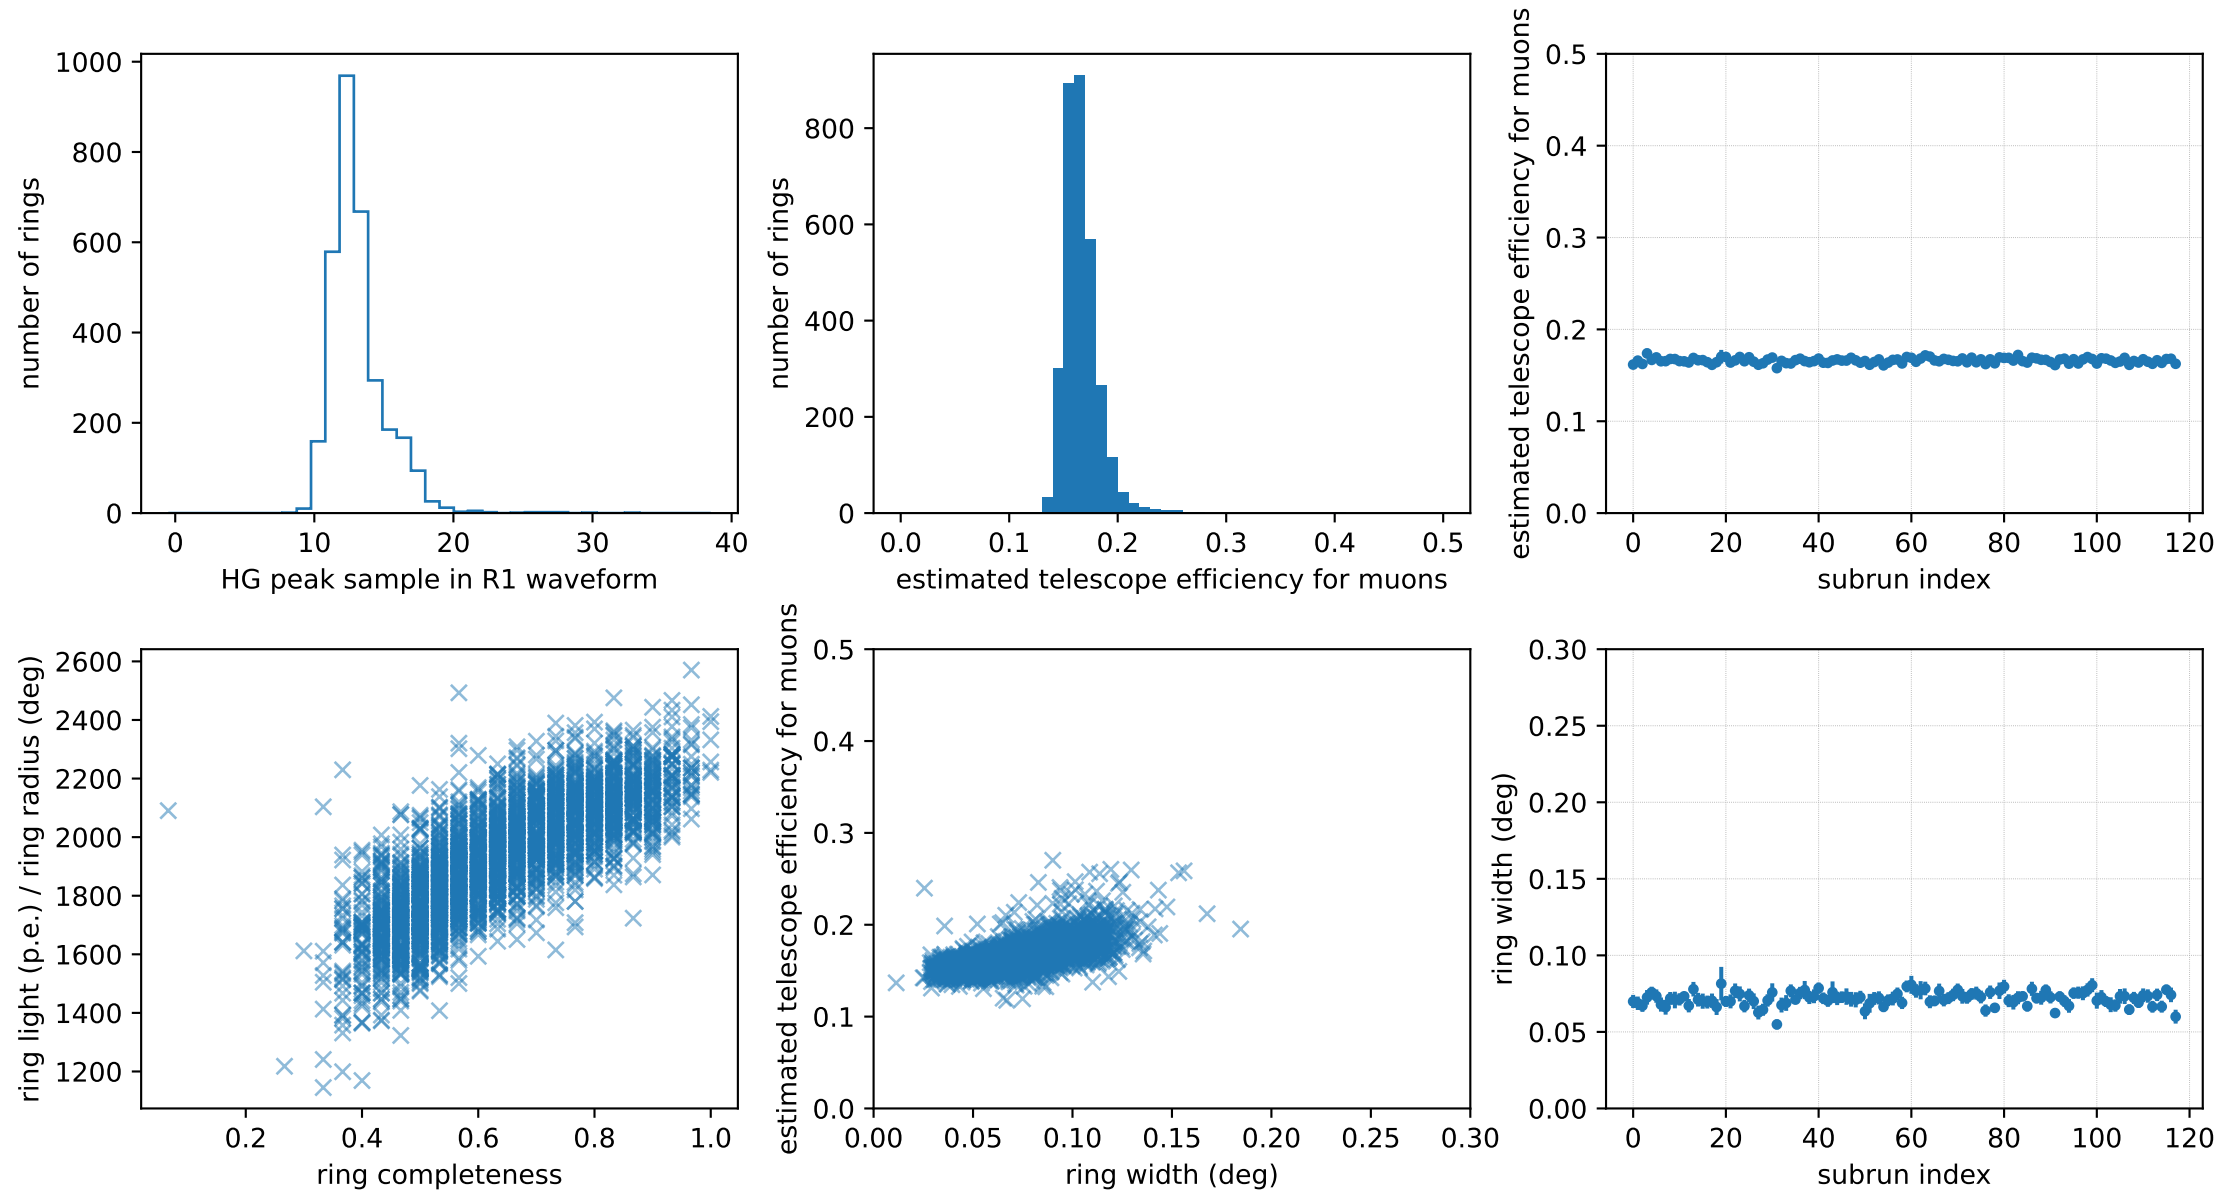 number of rings
1000
800
600
400
200
0
0 10 20 30 40
HG peak sample in R1 waveform
number of rings
800
600
400
200
0
0.0 0.1 0.2 0.3 0.4 0.5
estimated telescope efficiency for muons
estimated telescope efficiency for muons
0.5
0.4
0.3
0.2
0.1
0.0
0 20 40 60 80 100 120
subrun index
ring light (p.e.) / ring radius (deg)
2600
2400
2200
2000
1800
1600
1400
1200
0.2 0.4 0.6 0.8 1.0
ring completeness
estimated telescope efficiency for muons
0.5
0.4
0.3
0.2
0.1
0.0
0.00 0.05 0.10 0.15 0.20 0.25 0.30
ring width (deg)
ring width (deg)
0.30
0.25
0.20
0.15
0.10
0.05
0.00
0 20 40 60 80 100 120
subrun index